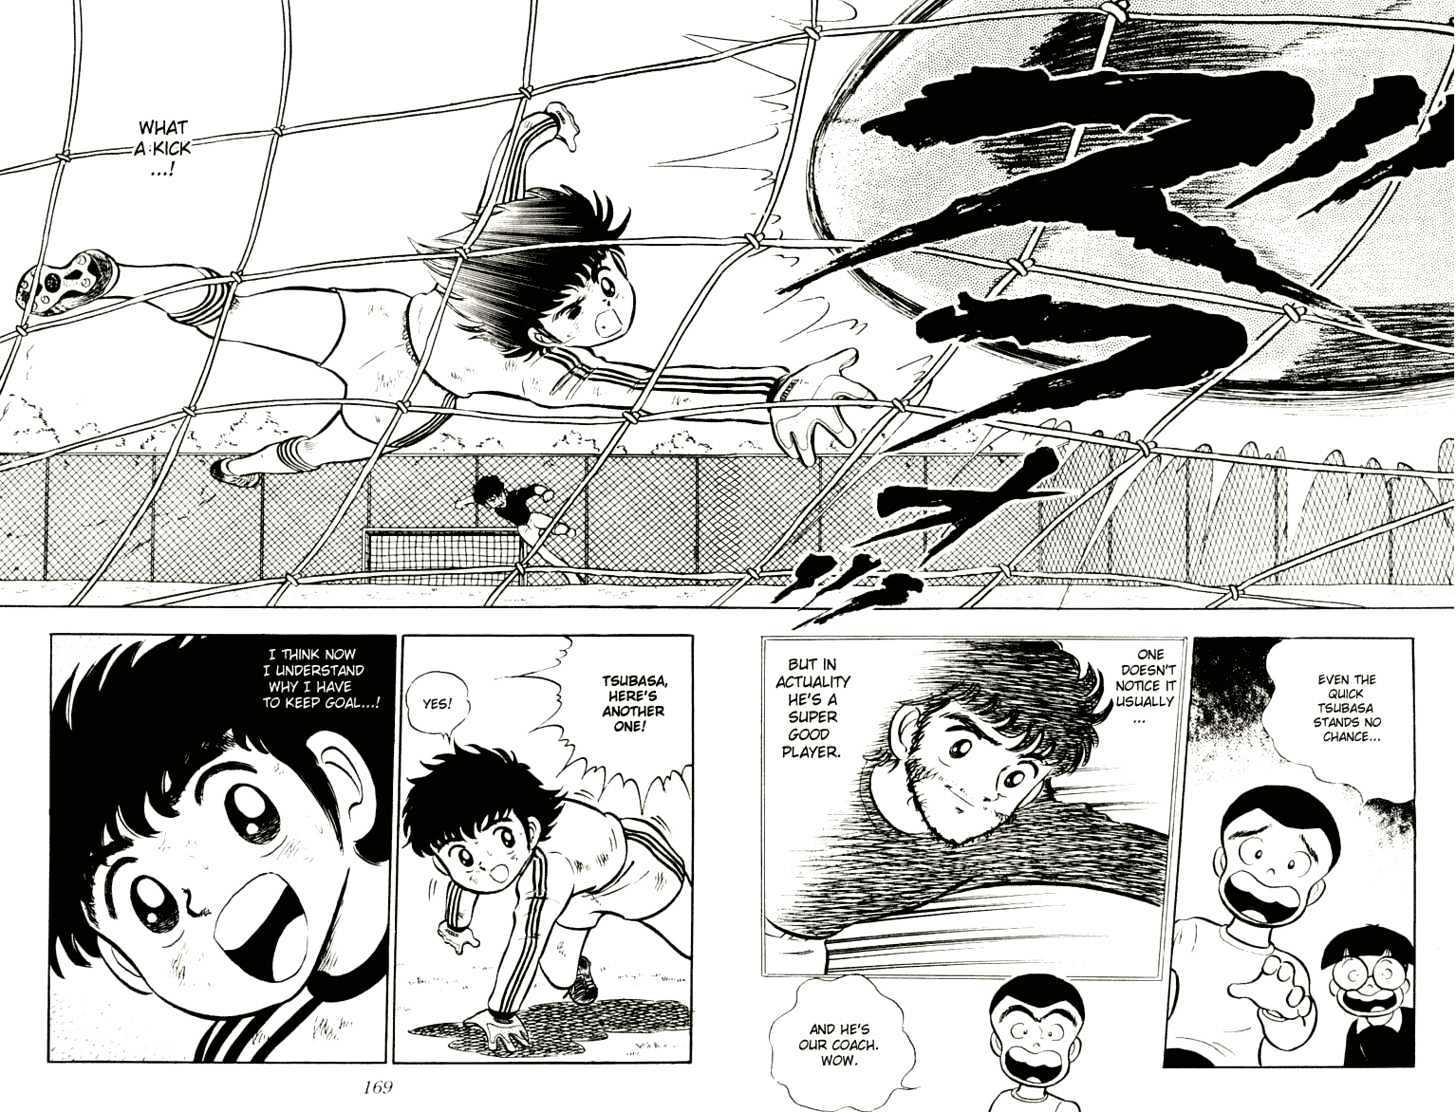 WHAT
A KICK
...!
EVEN THE
QUICK
TSUBASA
STANDS NO
CHANCE...
ONE
DOESN'T
NOTICE IT
USUALLY
...
BUT IN
ACTUALITY
HE'S A
SUPER
GOOD
PLAYER.
AND HE'S
OUR COACH.
WOW.
TSUBASA,
HERE'S
ANOTHER
ONE!
YES!
I THINK NOW
I UNDERSTAND
WHY I HAVE
TO KEEP GOAL...!
169